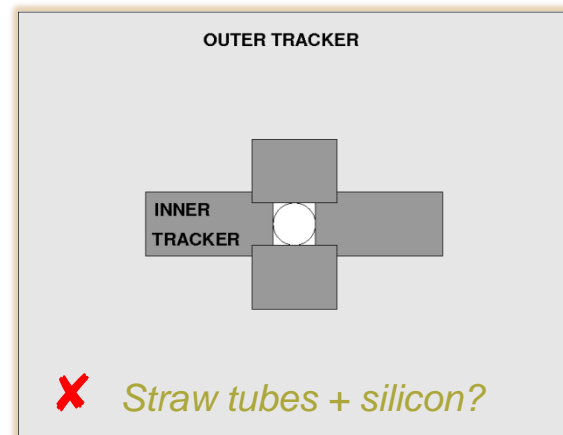 OUTER TRACKER
INNER
TRACKER
✘ Straw tubes + silicon?